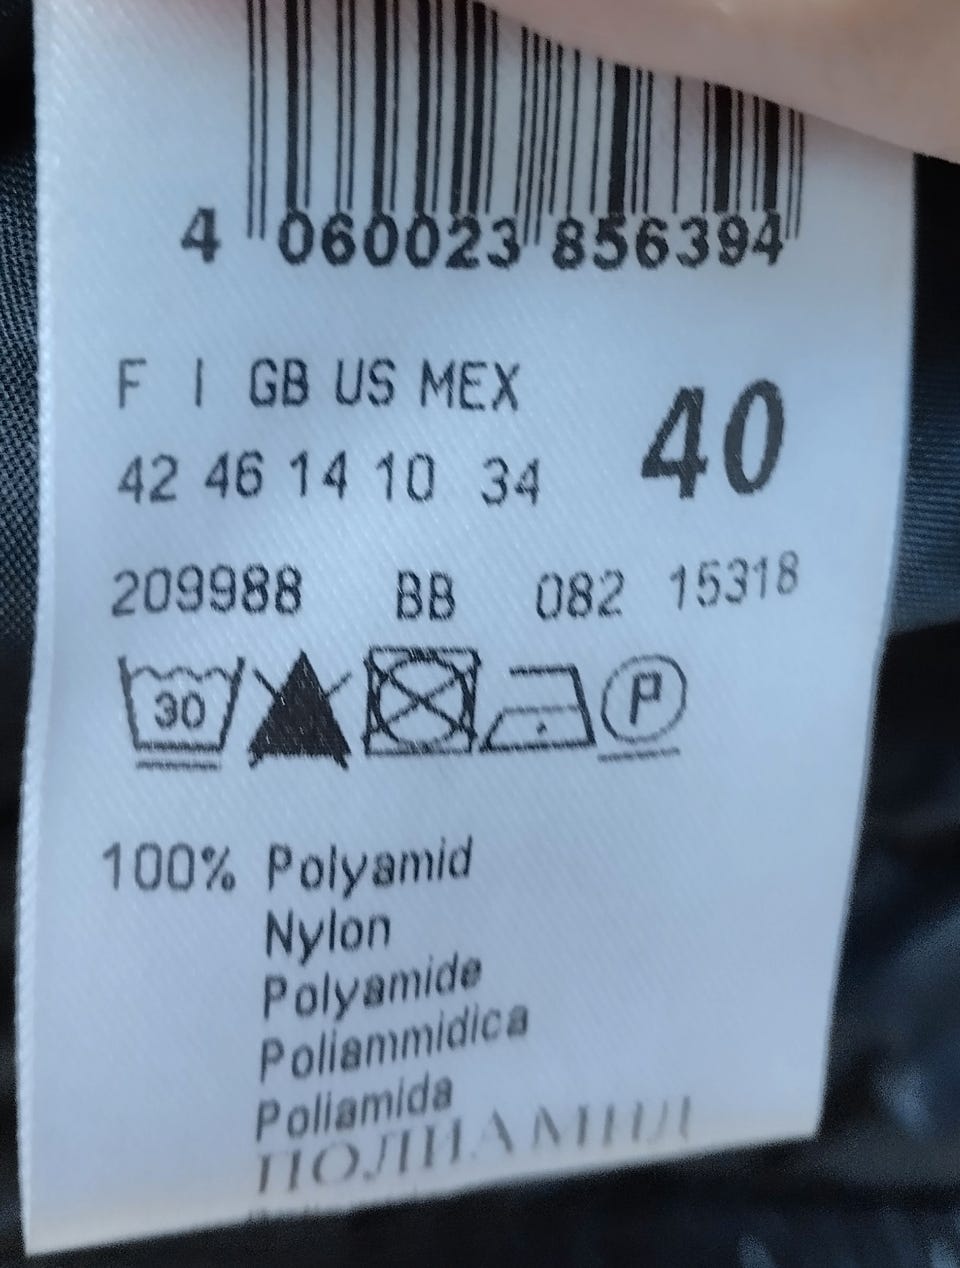 4 060023 856394
F I GB US MEX
42 46 14 10 34
40
209988 BB 082 15318
30 P
100% Polyamid
Nylon
Polyamide
Poliammidica
Poliamida
ПОЛИАМИД